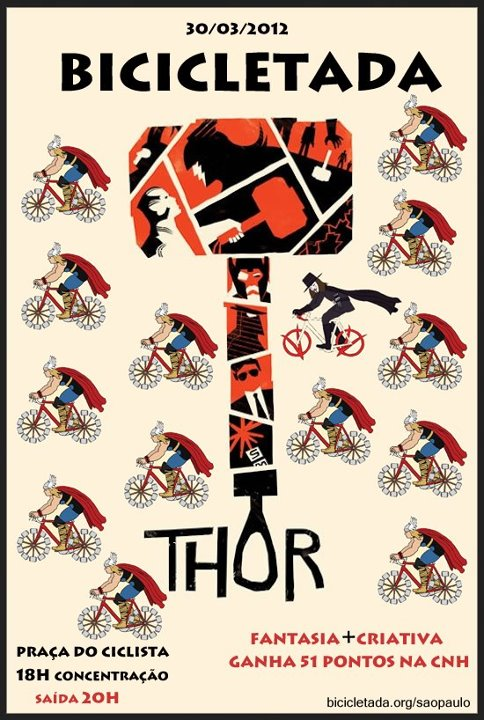 30/03/2012
BICICLETADA
THOR
PRAÇA DO CICLISTA
18H CONCENTRAÇÃO
SAÍDA 20H
FANTASIA+CRIATIVA
GANHA 51 PONTOS NA CNH
bicicletada.org/saopaulo